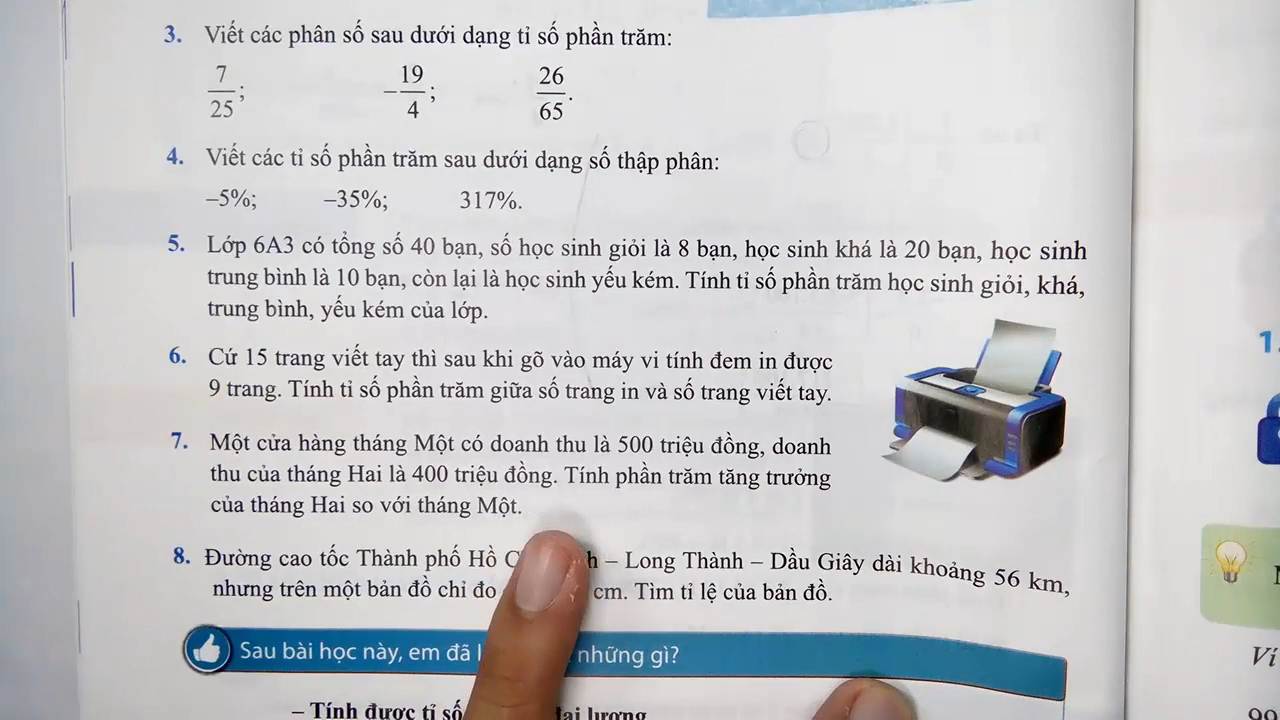 3. Viết các phân số sau dưới dạng tỉ số phần trăm:
7/25; −19/4; 26/65.
4. Viết các tỉ số phần trăm sau dưới dạng số thập phân:
–5%; –35%; 317%.
5. Lớp 6A3 có tổng số 40 bạn, số học sinh giỏi là 8 bạn, học sinh khá là 20 bạn, học sinh
trung bình là 10 bạn, còn lại là học sinh yếu kém. Tính tỉ số phần trăm học sinh giỏi, khá,
trung bình, yếu kém của lớp.
6. Cứ 15 trang viết tay thì sau khi gõ vào máy vi tính đem in được
9 trang. Tính tỉ số phần trăm giữa số trang in và số trang viết tay.
7. Một cửa hàng tháng Một có doanh thu là 500 triệu đồng, doanh
thu của tháng Hai là 400 triệu đồng. Tính phần trăm tăng trưởng
của tháng Hai so với tháng Một.
8. Đường cao tốc Thành phố Hồ – Long Thành – Dầu Giây dài khoảng 56 km,
nhưng trên một bản đồ chỉ đo cm. Tìm tỉ lệ của bản đồ.
Sau bài học này, em đã những gì?
– Tính được tỉ số lượng
1.
Ví